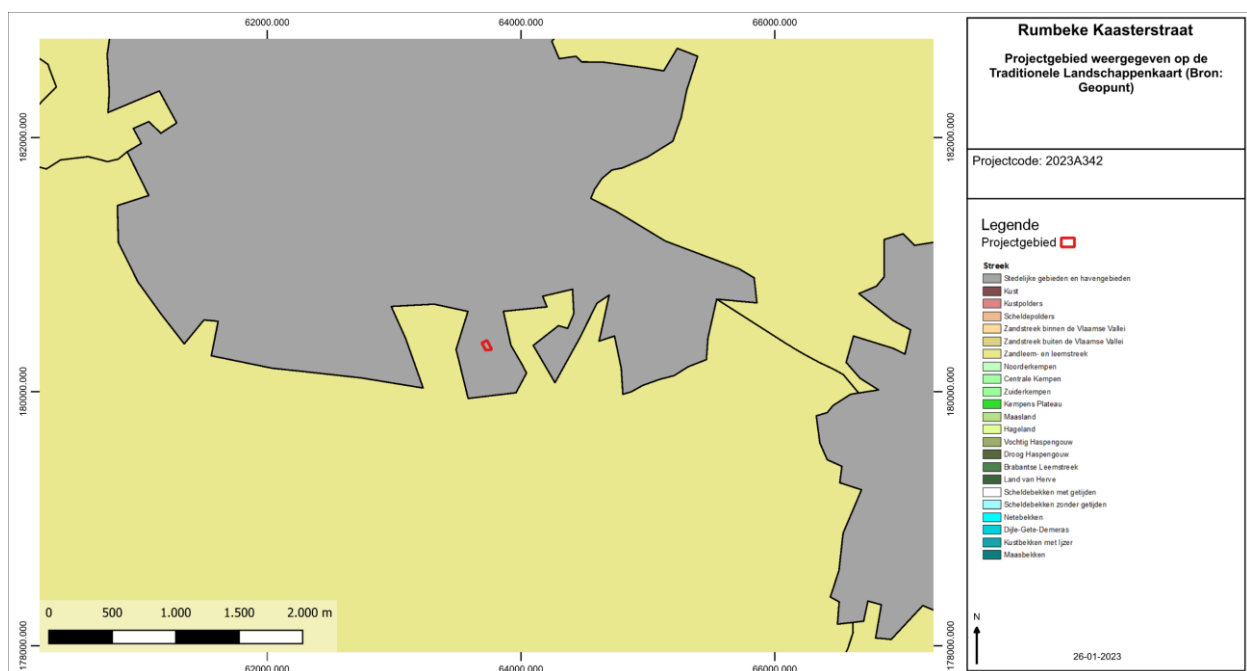 62000.000
64000.000
66000.000
182000.000
182000.000
180000.000
180000.000
178000.000
178000.000
0 500 1.000 1.500 2.000 m
62000.000
64000.000
66000.000
Rumbeke Kaasterstraat
Projectgebied weergegeven op de
Traditionele Landschappenkaart (Bron:
Geopunt)
Projectcode: 2023A342
Legende
Projectgebied
Streek
Stedelijke gebieden en havengebieden
Kust
Kustpolders
Scheldepolders
Zandstreek binnen de Vlaamse Vallei
Zandstreek buiten de Vlaamse Vallei
Zandleem- en leemstreek
Noorderkempen
Centrale Kempen
Zuiderkempen
Kempens Plateau
Maasland
Hageland
Vochtig Haspengouw
Droog Haspengouw
Brabantse Leemstreek
Land van Herve
Scheldebekken met getijden
Scheldebekken zonder getijden
Netebekken
Dijle-Gete-Demeras
Kustbekken met Ijzer
Maasbekken
N
26-01-2023